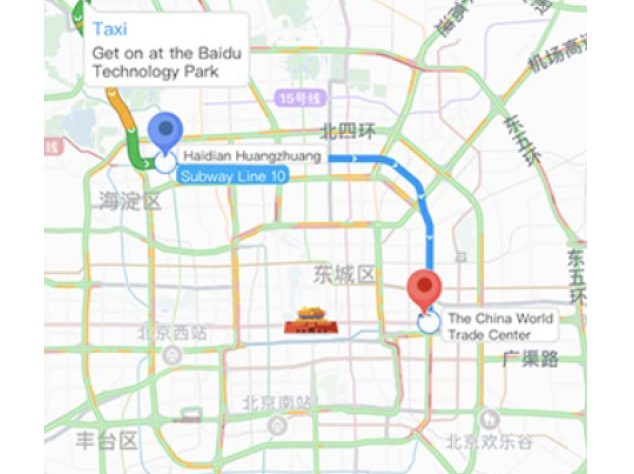 Taxi
Get on at the Baidu
Technology Park
机场高速
15号线
北四环
东五环
线
Haidian Huangzhuang
Subway Line 10
海淀区
东城区
东五环
The China World
Trade Center
北京西站
广渠路
北京南站
丰台区
北京欢乐谷